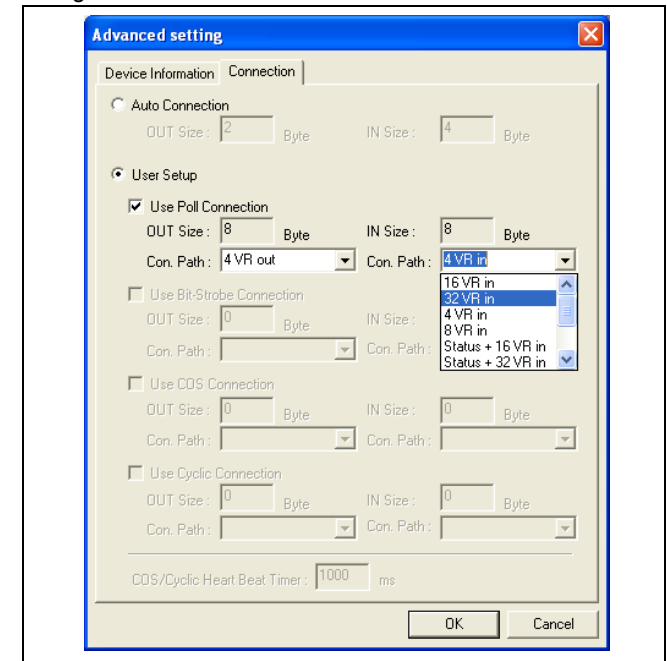 Advanced setting
Device Information Connection
Auto Connection
OUT Size : 2 Byte IN Size : 4 Byte
User Setup
Use Poll Connection
OUT Size : 8 Byte IN Size : 8 Byte
Con. Path : 4 VR out Con. Path : 4 VR in
16 VR in
32 VR in
4 VR in
8 VR in
Status + 16 VR in
Status + 32 VR in
Use Bit-Strobe Connection
OUT Size : 0 Byte IN Size :
Con. Path : Con. Path :
Use COS Connection
OUT Size : 0 Byte IN Size : 0 Byte
Con. Path : Con. Path :
Use Cyclic Connection
OUT Size : 0 Byte IN Size : 0 Byte
Con. Path : Con. Path :
COS/Cyclic Heart Beat Timer : 1000 ms
OK Cancel